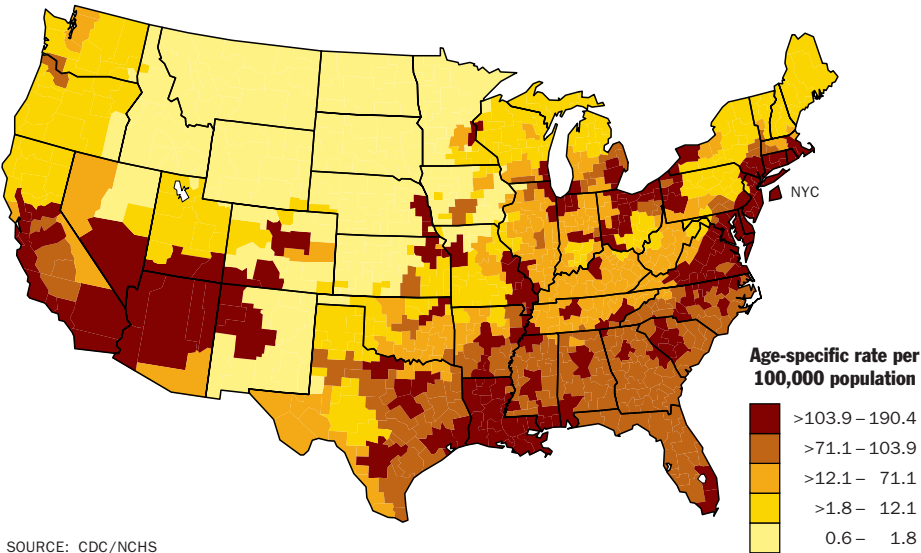 NYC
Age-specific rate per
100,000 population
>103.9 – 190.4
>71.1 – 103.9
>12.1 – 71.1
>1.8 – 12.1
0.6 – 1.8
SOURCE: CDC/NCHS